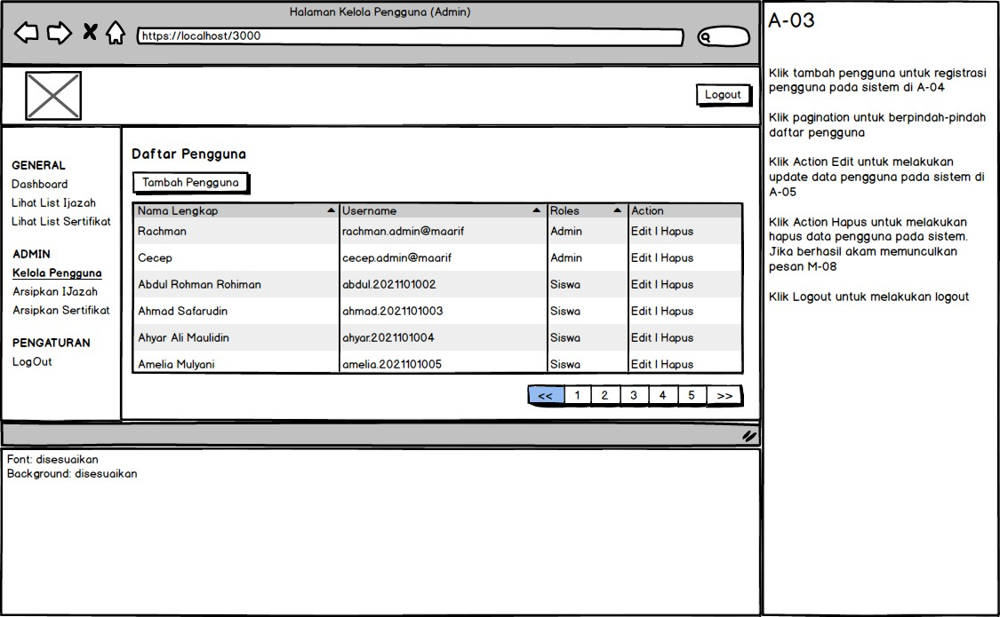 Halaman Kelola Pengguna (Admin)
https://localhost/3000
Logout
GENERAL
Dashboard
Lihat List Ijazah
Lihat List Sertifikat
ADMIN
Kelola Pengguna
Arsipkan IJazah
Arsipkan Sertifikat
PENGATURAN
LogOut
Daftar Pengguna
Tambah Pengguna
Nama Lengkap Username Roles Action
Rachman rachman.admin@maarif Admin Edit | Hapus
Cecep cecep.admin@maarif Admin Edit | Hapus
Abdul Rohman Rohiman abdul.2021101002 Siswa Edit | Hapus
Ahmad Safarudin ahmad.2021101003 Siswa Edit | Hapus
Ahyar Ali Maulidin ahyar.2021101004 Siswa Edit | Hapus
Amelia Mulyani amelia.2021101005 Siswa Edit | Hapus
<< 1 2 3 4 5 >>
Font: disesuaikan
Background: disesuaikan
A-03
Klik tambah pengguna untuk registrasi
pengguna pada sistem di A-04
Klik pagination untuk berpindah-pindah
daftar pengguna
Klik Action Edit untuk melakukan
update data pengguna pada sistem di
A-05
Klik Action Hapus untuk melakukan
hapus data pengguna pada sistem.
Jika berhasil akam memunculkan
pesan M-08
Klik Logout untuk melakukan logout